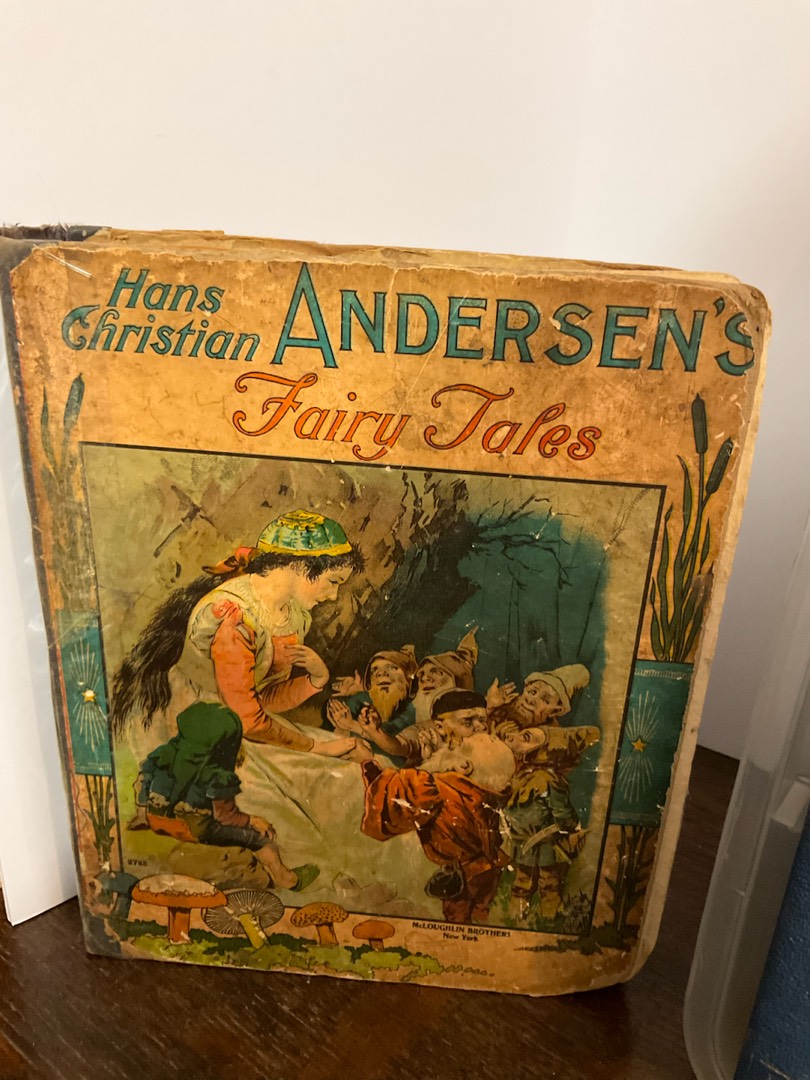 Hans
Christian ANDERSEN'S
Fairy Tales
McLOUGHLIN BROTHERS
New York